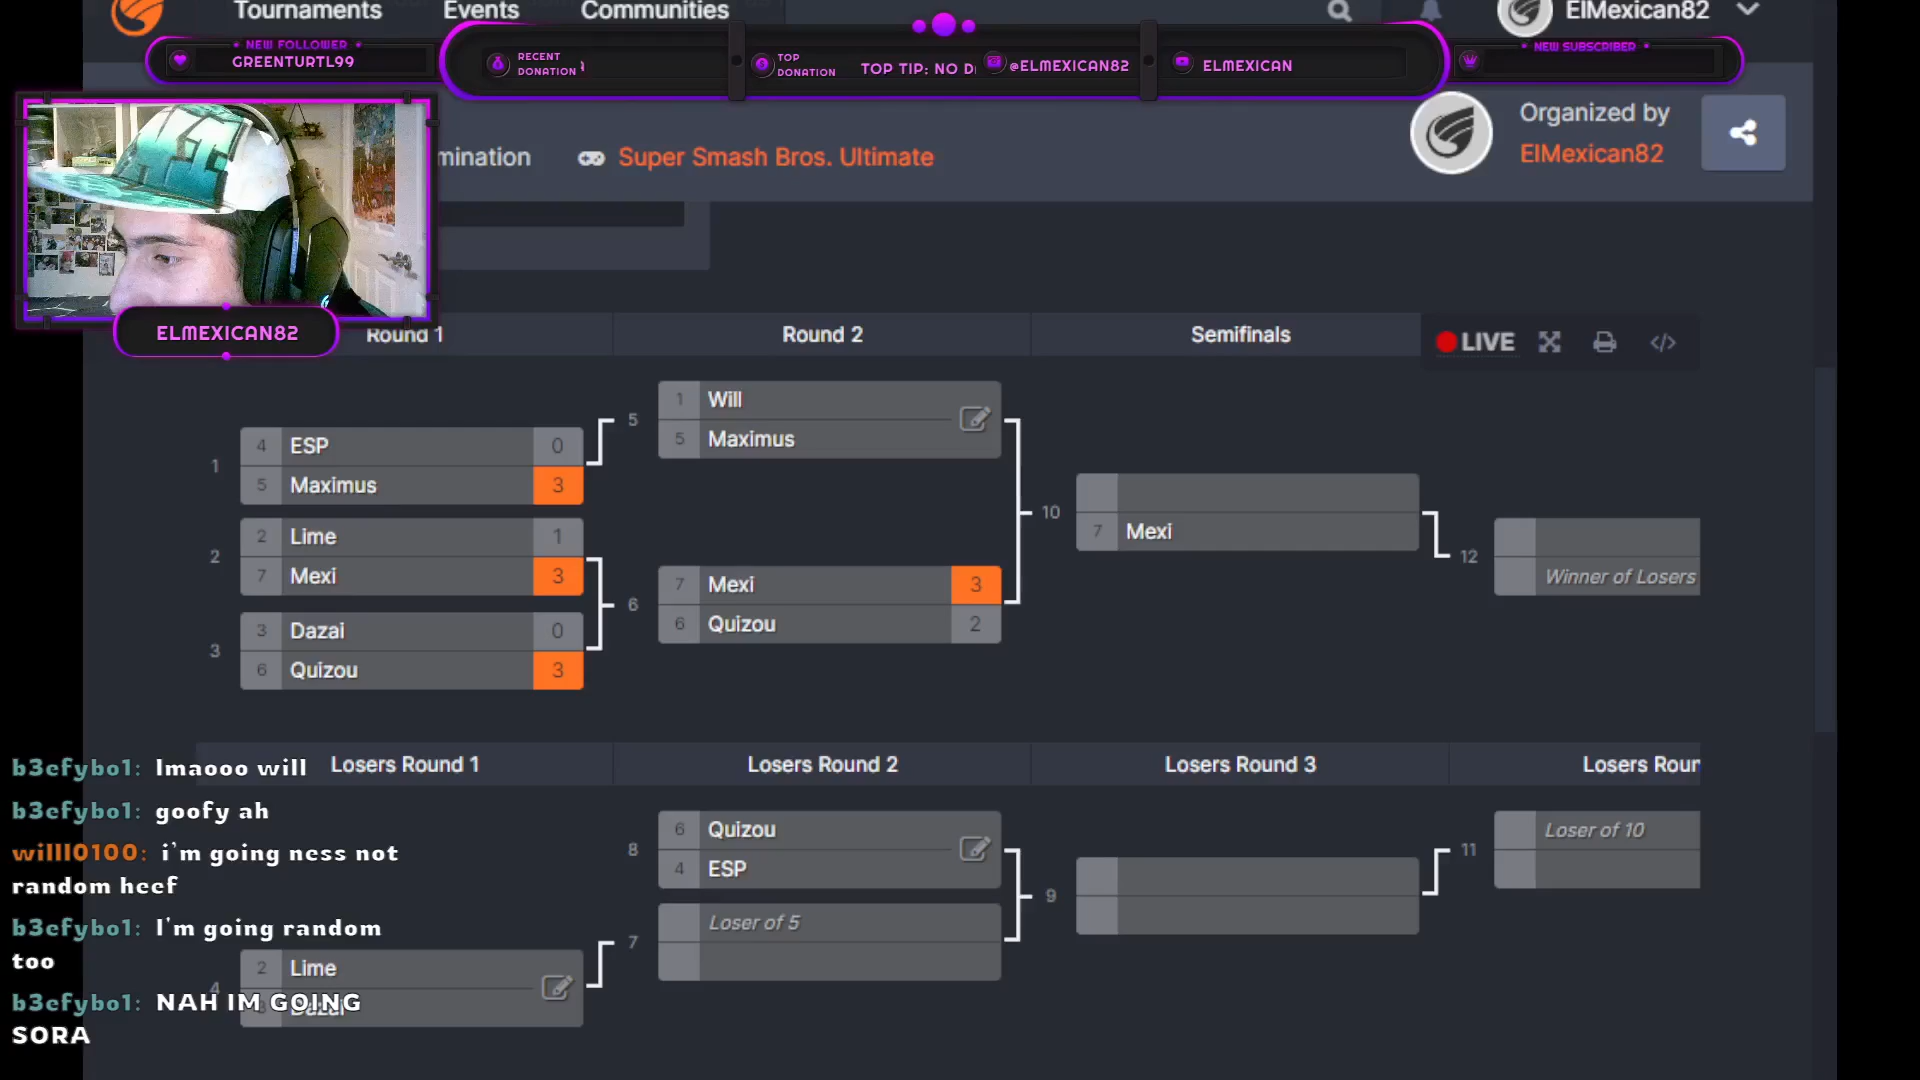 Tournaments
Events
Communities
ElMexican82
NEW FOLLOWER
GREENTURTL99
RECENT
DONATION
TOP
DONATION
TOP TIP: NO
@ELMEXICAN82
ELMEXICAN
NEW SUBSCRIBER
Organized by
ElMexican82
mination
Super Smash Bros. Ultimate
ELMEXICAN82
Round 1
Round 2
Semifinals
LIVE
1
4 ESP 0
5 Maximus 3
2
2 Lime 1
7 Mexi 3
3
3 Dazai 0
6 Quizou 3
5
1 Will
5 Maximus
6
7 Mexi 3
6 Quizou 2
10
7 Mexi
12
Winner of Losers
Losers Round 1
Losers Round 2
Losers Round 3
Losers Roun
8
6 Quizou
4 ESP
7
Loser of 5
9
11
Loser of 10
4
2 Lime
Dazai
b3efybo1: lmaooo will
b3efybo1: goofy ah
willl0100: i'm going ness not
random heef
b3efybo1: I'm going random
too
b3efybo1: NAH IM GOING
SORA